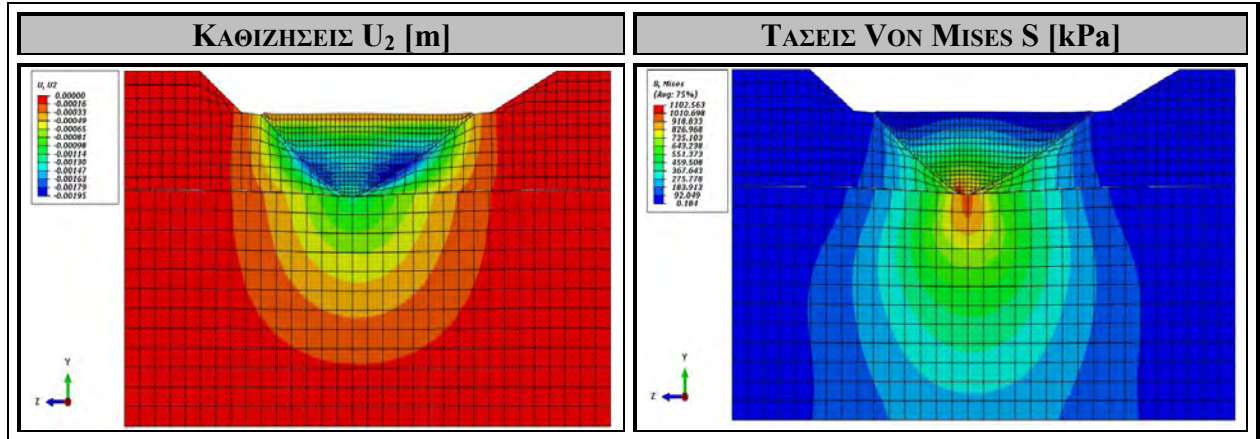 ΚΑΘΙΖΗΣΕΙΣ U2 [m]
ΤΑΣΕΙΣ VON MISES S [kPa]
U, U2
0.00000
-0.00016
-0.00033
-0.00049
-0.00065
-0.00081
-0.00098
-0.00114
-0.00130
-0.00147
-0.00163
-0.00179
-0.00195
Y
Z
S, Mises
(Avg: 75%)
1102.563
1010.698
918.833
826.968
735.103
643.238
551.373
459.508
367.643
275.778
183.913
92.049
0.184
Y
Z